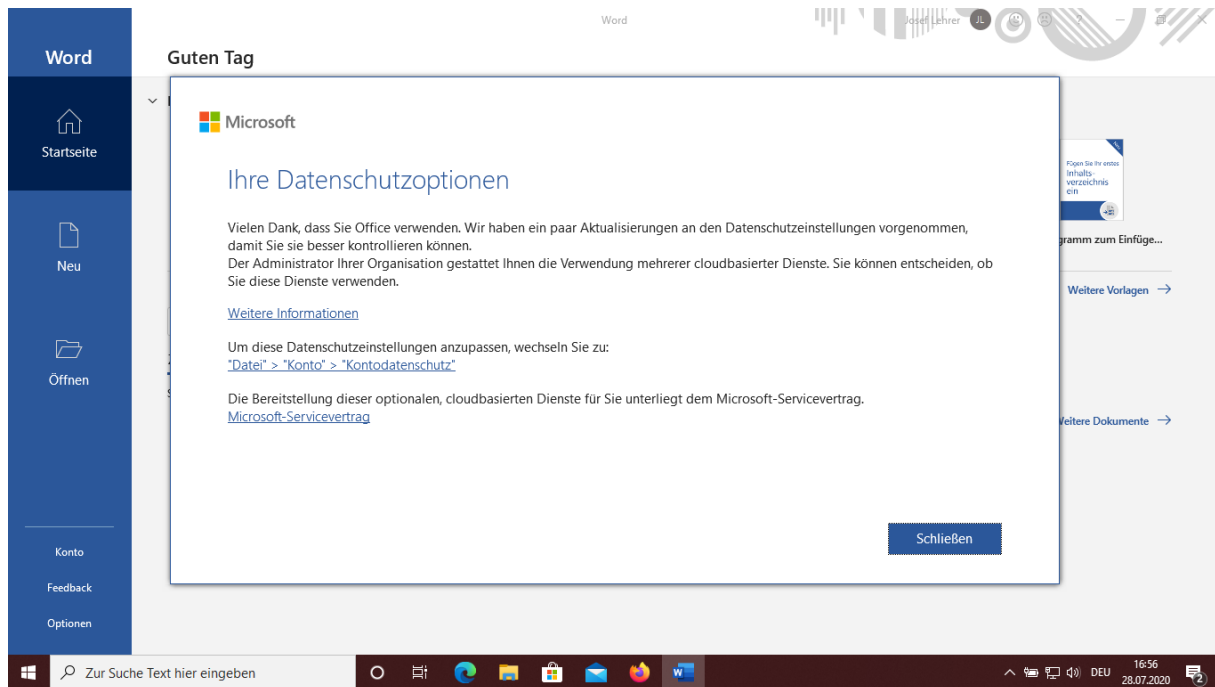 Word
Josef Lehrer JL
?
Word
Guten Tag
Startseite
Neu
Öffnen
Konto
Feedback
Optionen
Microsoft
Ihre Datenschutzoptionen
Vielen Dank, dass Sie Office verwenden. Wir haben ein paar Aktualisierungen an den Datenschutzeinstellungen vorgenommen,
damit Sie sie besser kontrollieren können.
Der Administrator Ihrer Organisation gestattet Ihnen die Verwendung mehrerer cloudbasierter Dienste. Sie können entscheiden, ob
Sie diese Dienste verwenden.
Weitere Informationen
Um diese Datenschutzeinstellungen anzupassen, wechseln Sie zu:
"Datei" > "Konto" > "Kontodatenschutz"
Die Bereitstellung dieser optionalen, cloudbasierten Dienste für Sie unterliegt dem Microsoft-Servicevertrag.
Microsoft-Servicevertrag
Schließen
Fügen Sie Ihr erstes
Inhalts-
verzeichnis
ein
zum Einfüge...
Weitere Vorlagen
Dokumente
Zur Suche Text hier eingeben
W
DEU
16:56
28.07.2020
2